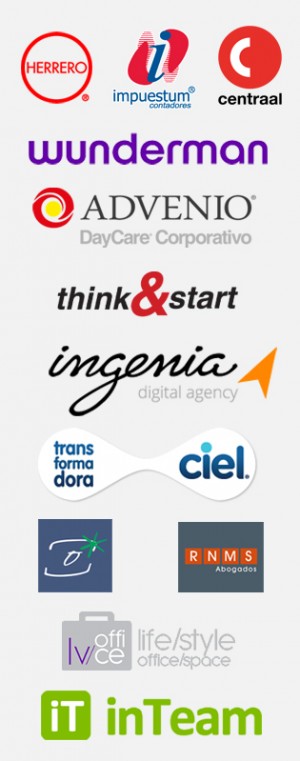 HERRERO
®
impuestum®
contadores
centraal
wunderman
ADVENIO®
DayCare® Corporativo
think&start
ingenia
digital agency
trans
forma
dora
ciel.
RNMS
Abogados
lv/offi
ce
life/style
office/space
iT inTeam